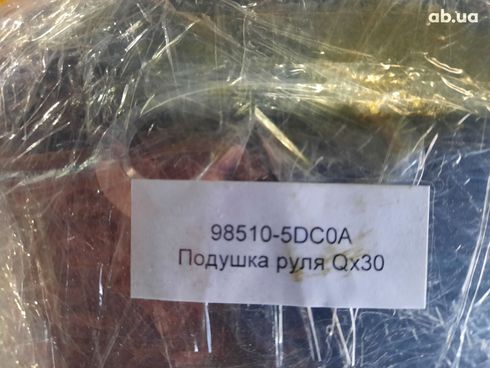 ab.ua
98510-5DC0A
Подушка руля Qx30